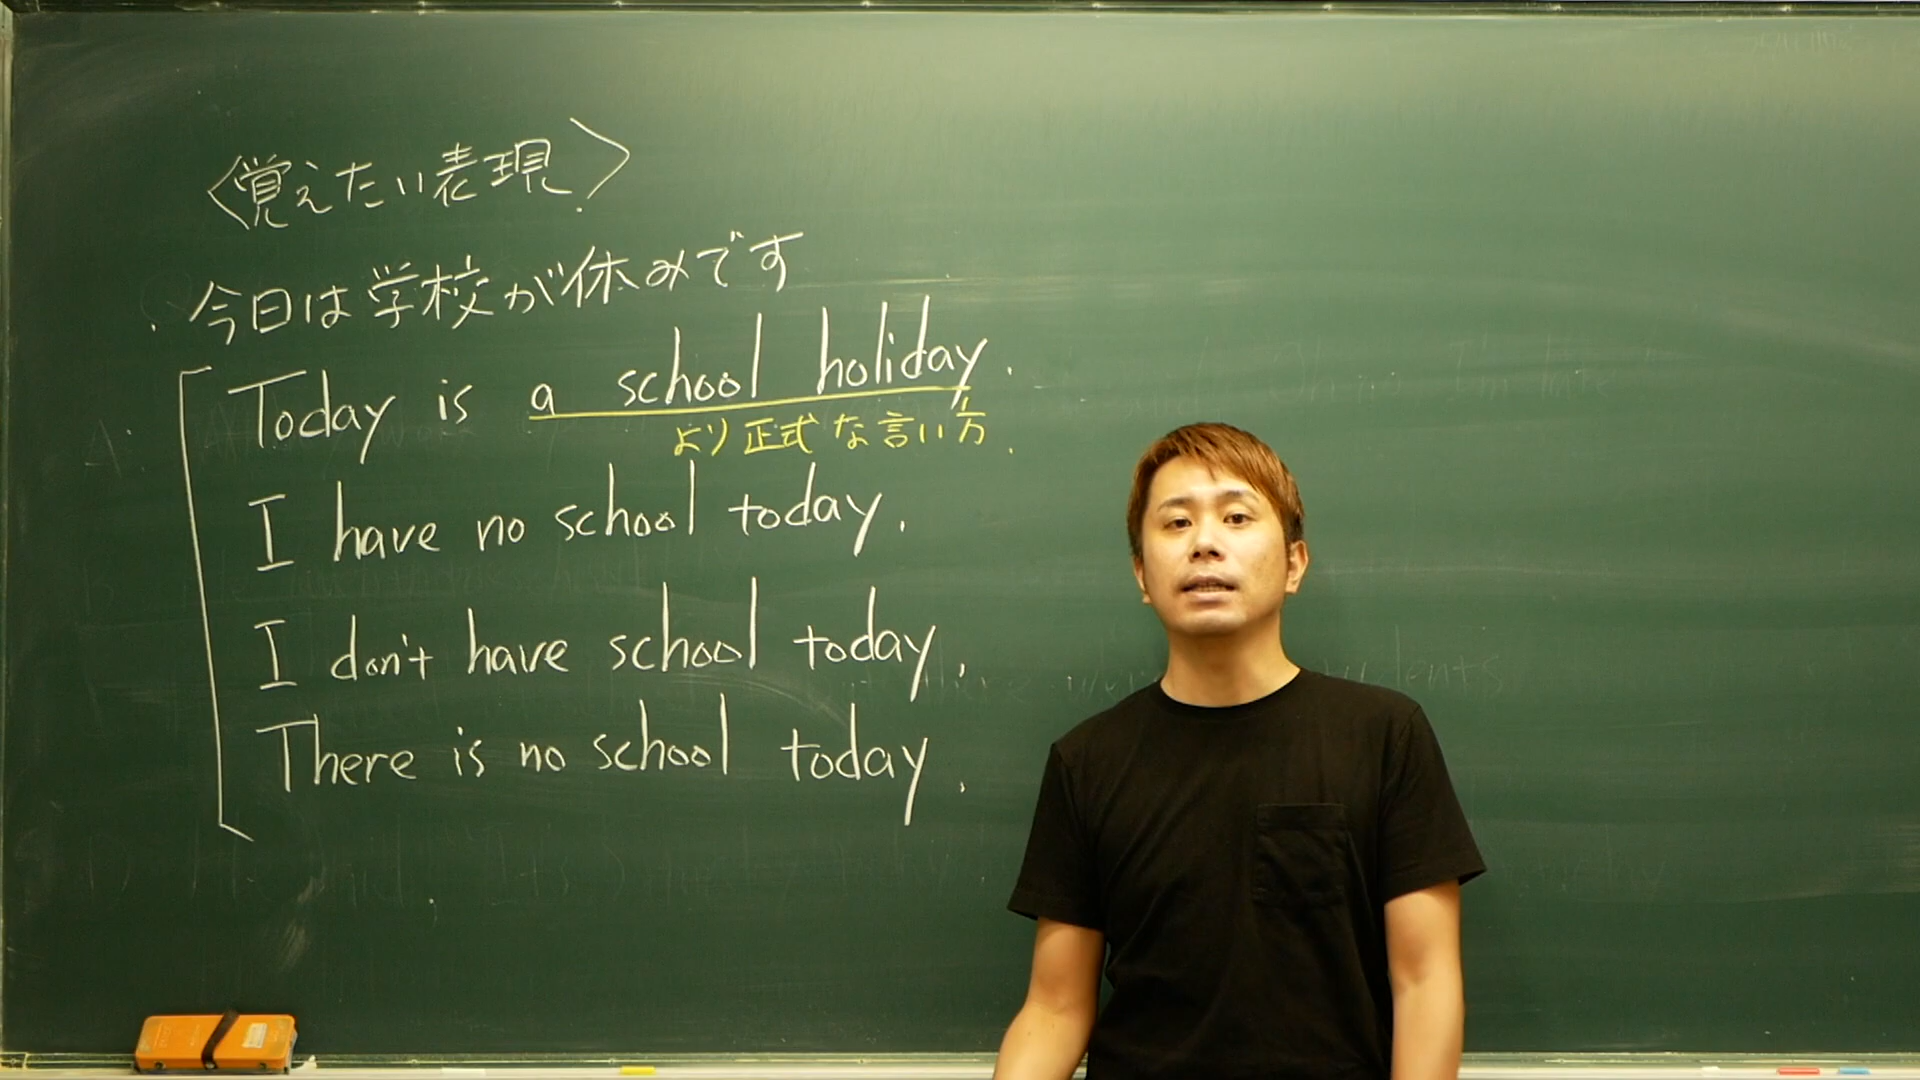 〈覚えたい表現〉
・今日は学校が休みです
Today is a school holiday.
より正式な言い方.
I have no school today.
I don't have school today.
There is no school today.